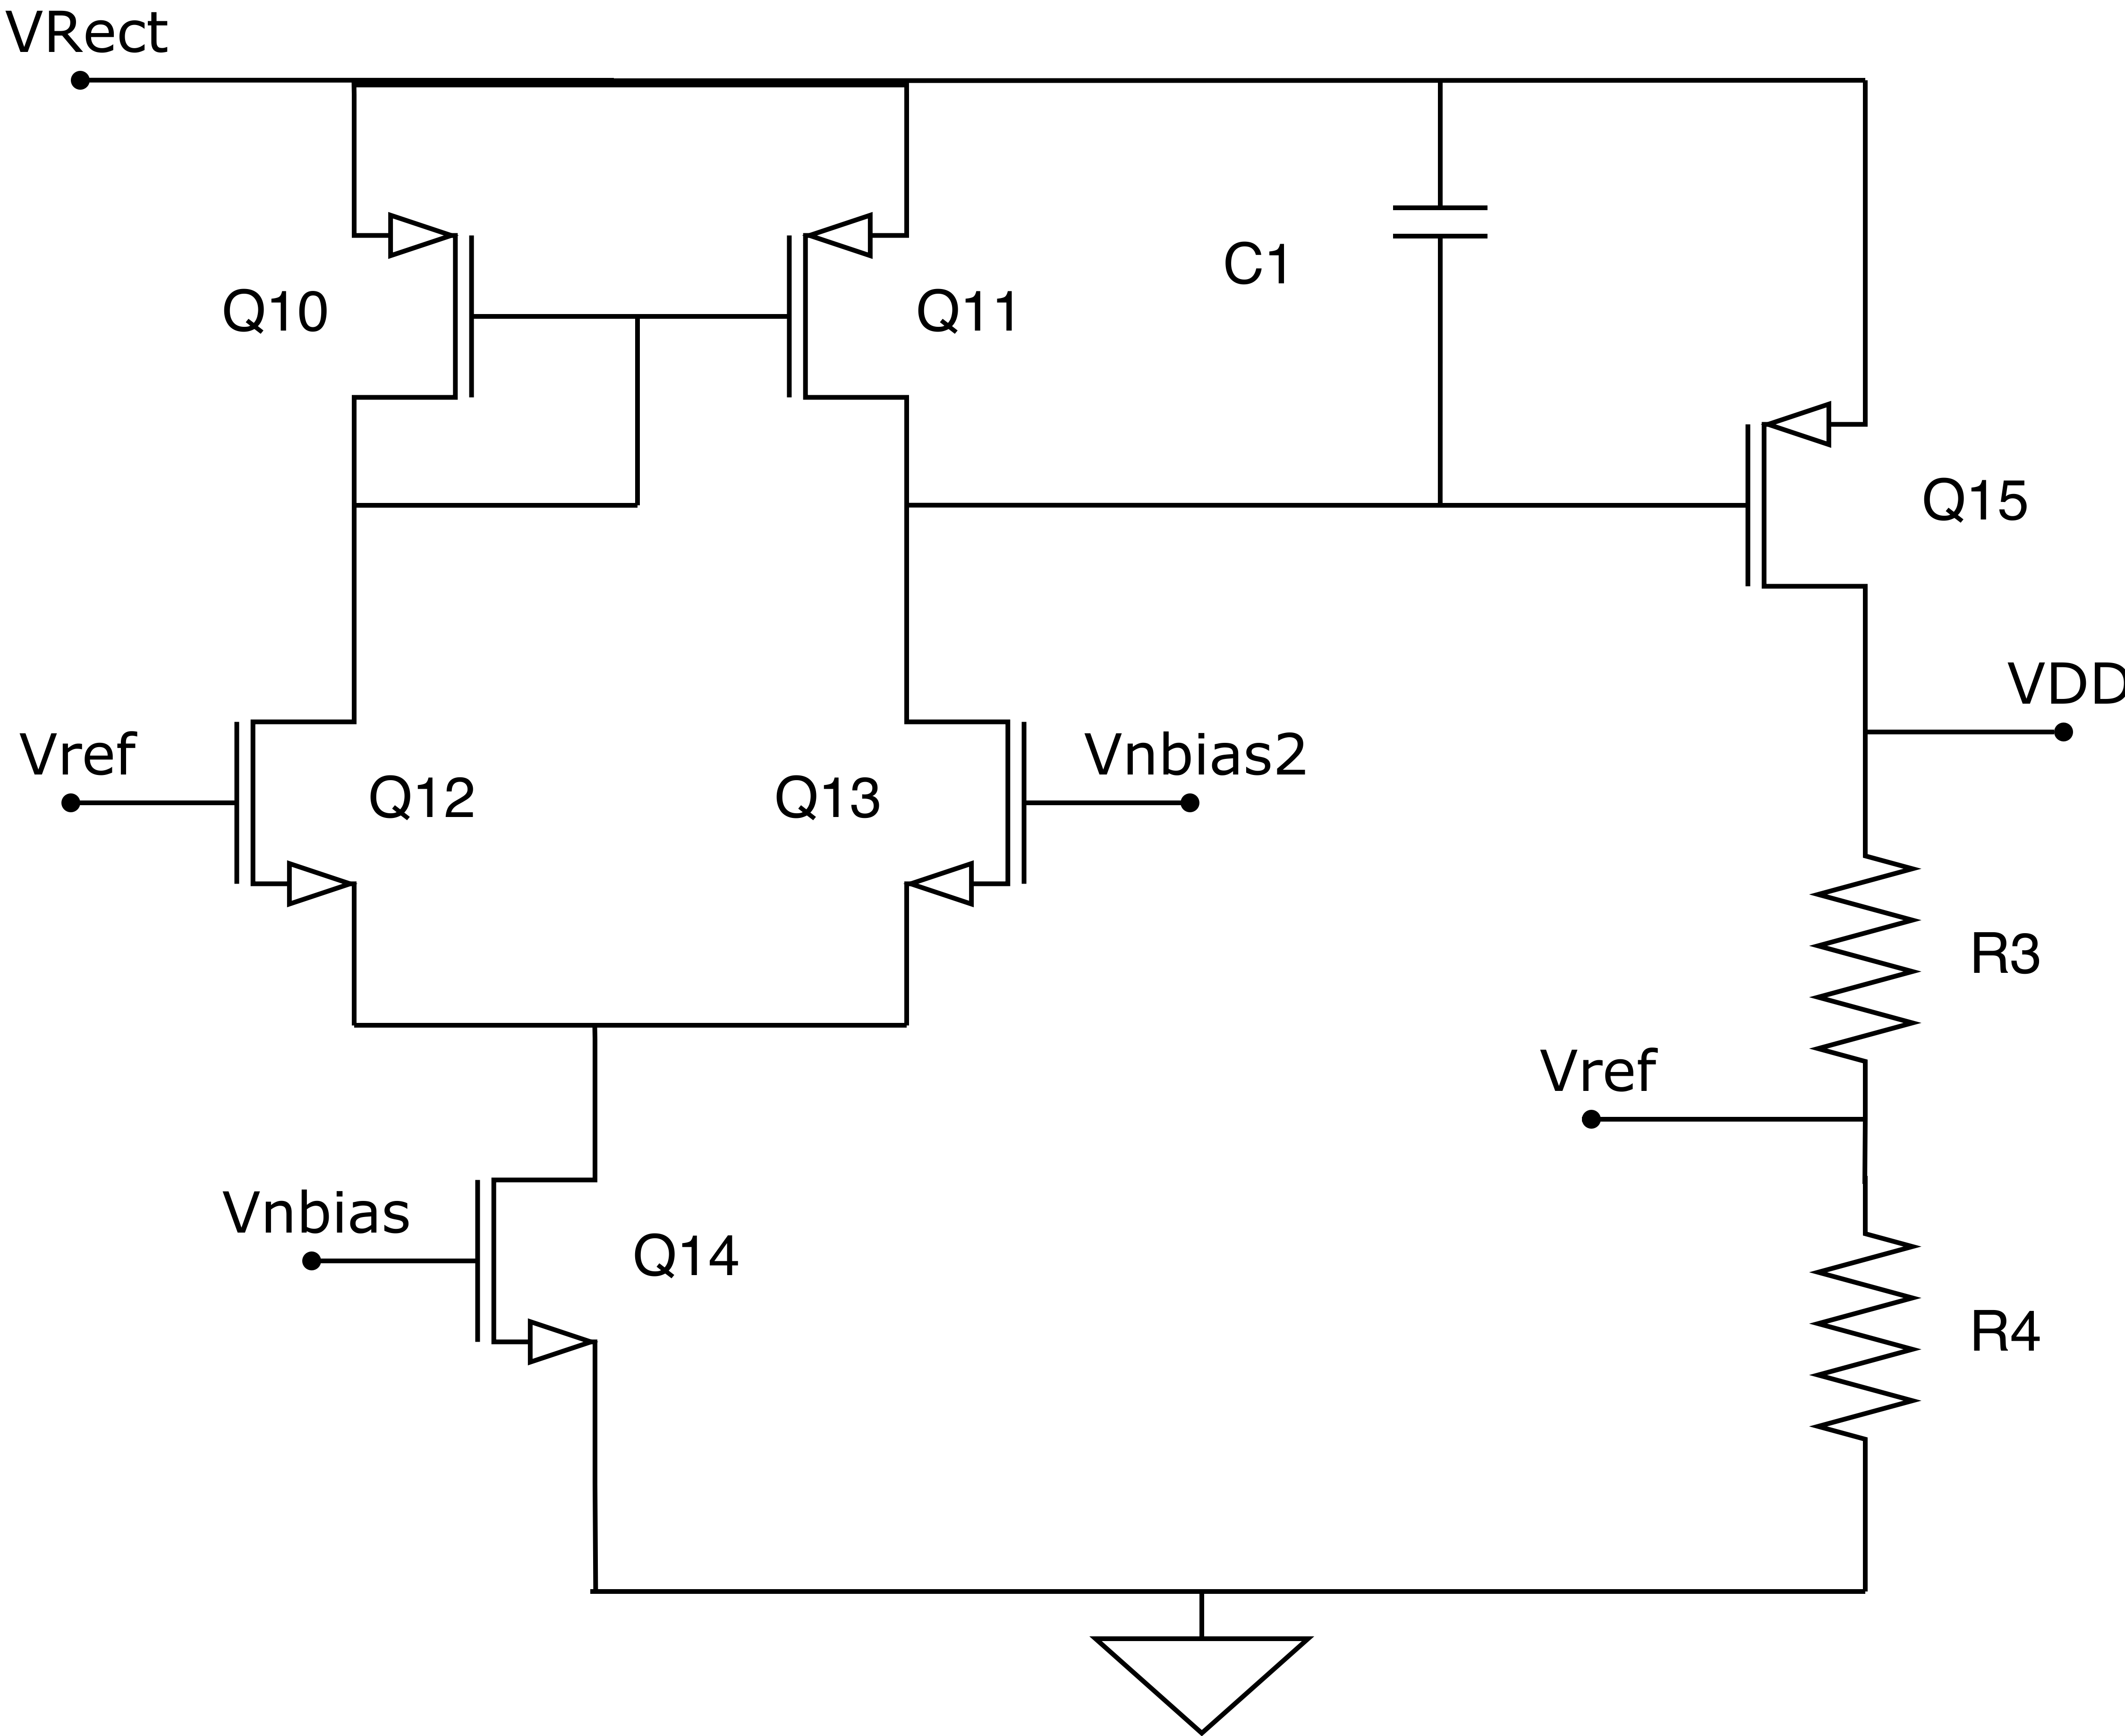 VRect
Q10
Q11
C1
Q15
VDD
Vref
Q12
Q13
Vnbias2
R3
Vref
Vnbias
Q14
R4